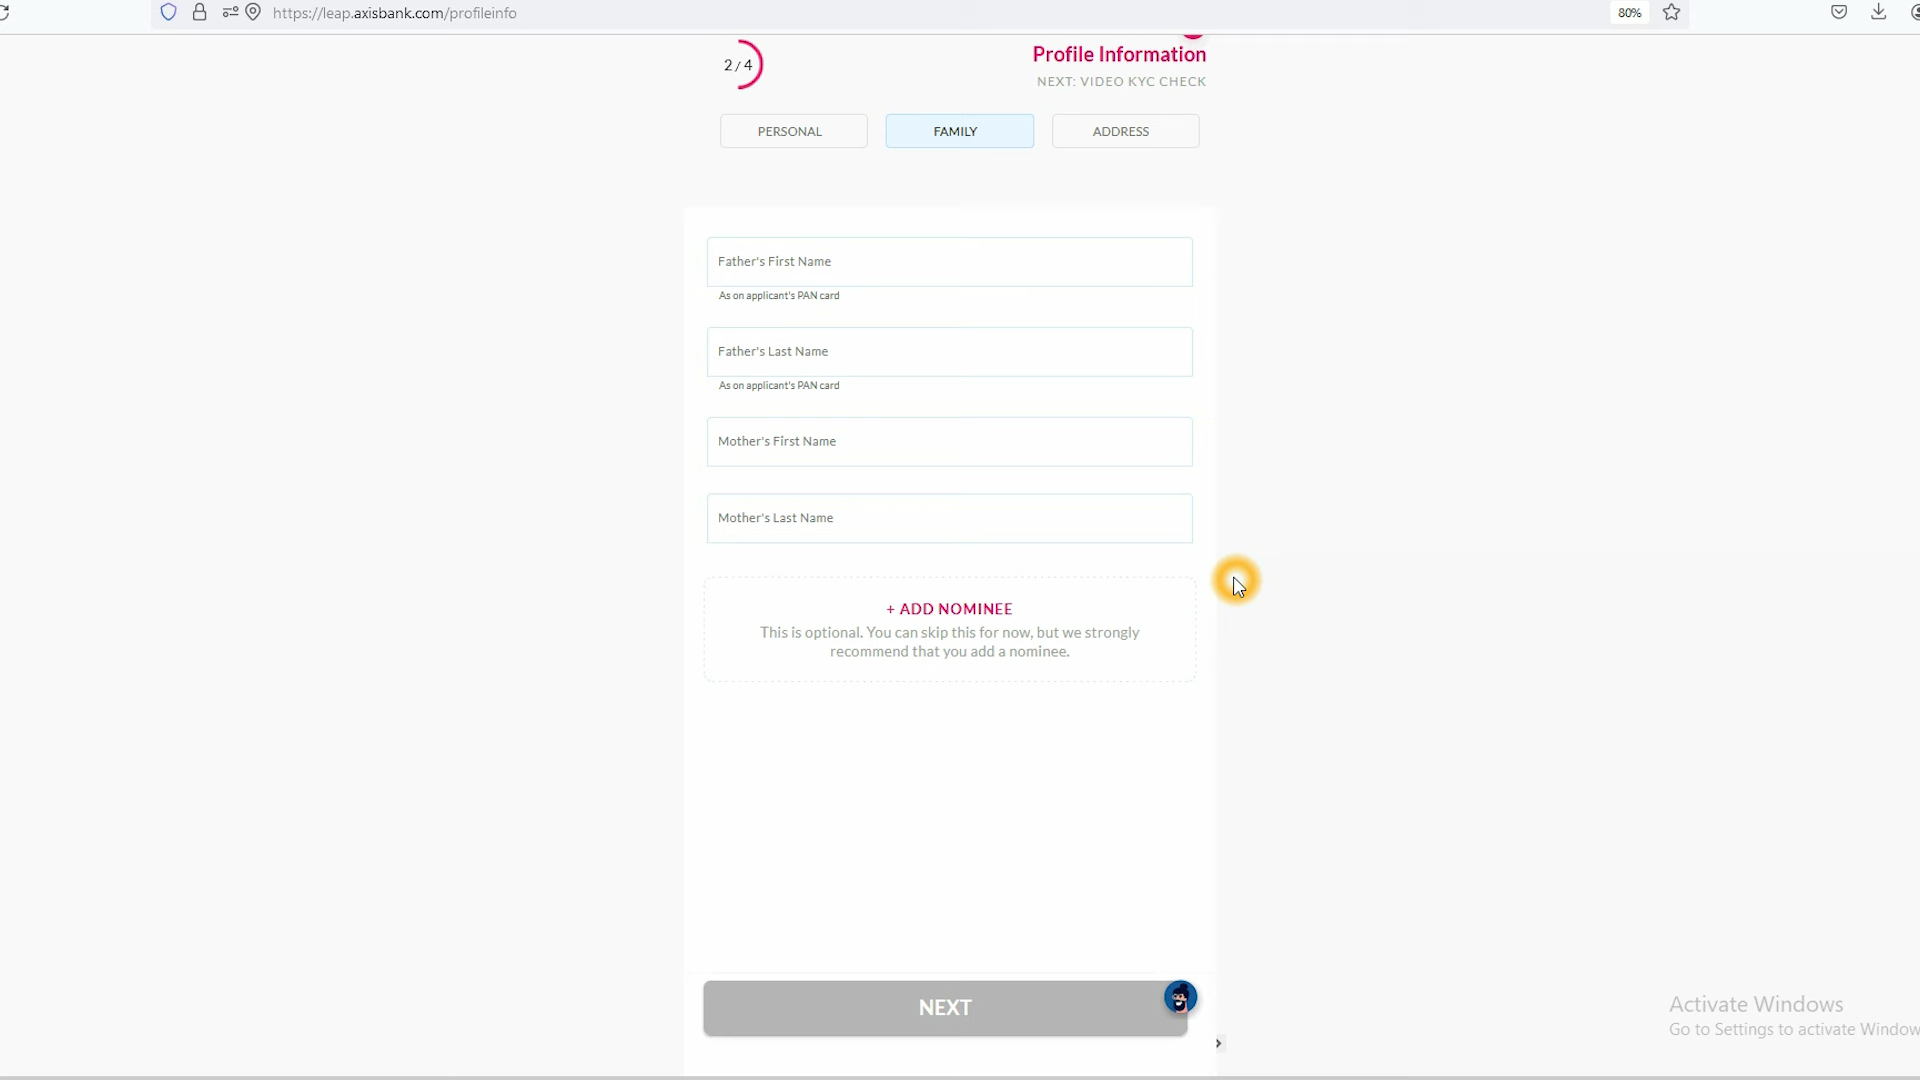 https://leap.axisbank.com/profileinfo
80%
2 / 4
Profile Information
NEXT: VIDEO KYC CHECK
PERSONAL
FAMILY
ADDRESS
Father's First Name
As on applicant's PAN card
Father's Last Name
As on applicant's PAN card
Mother's First Name
Mother's Last Name
+ ADD NOMINEE
This is optional. You can skip this for now, but we strongly
recommend that you add a nominee.
NEXT
Activate Windows
Go to Settings to activate Window